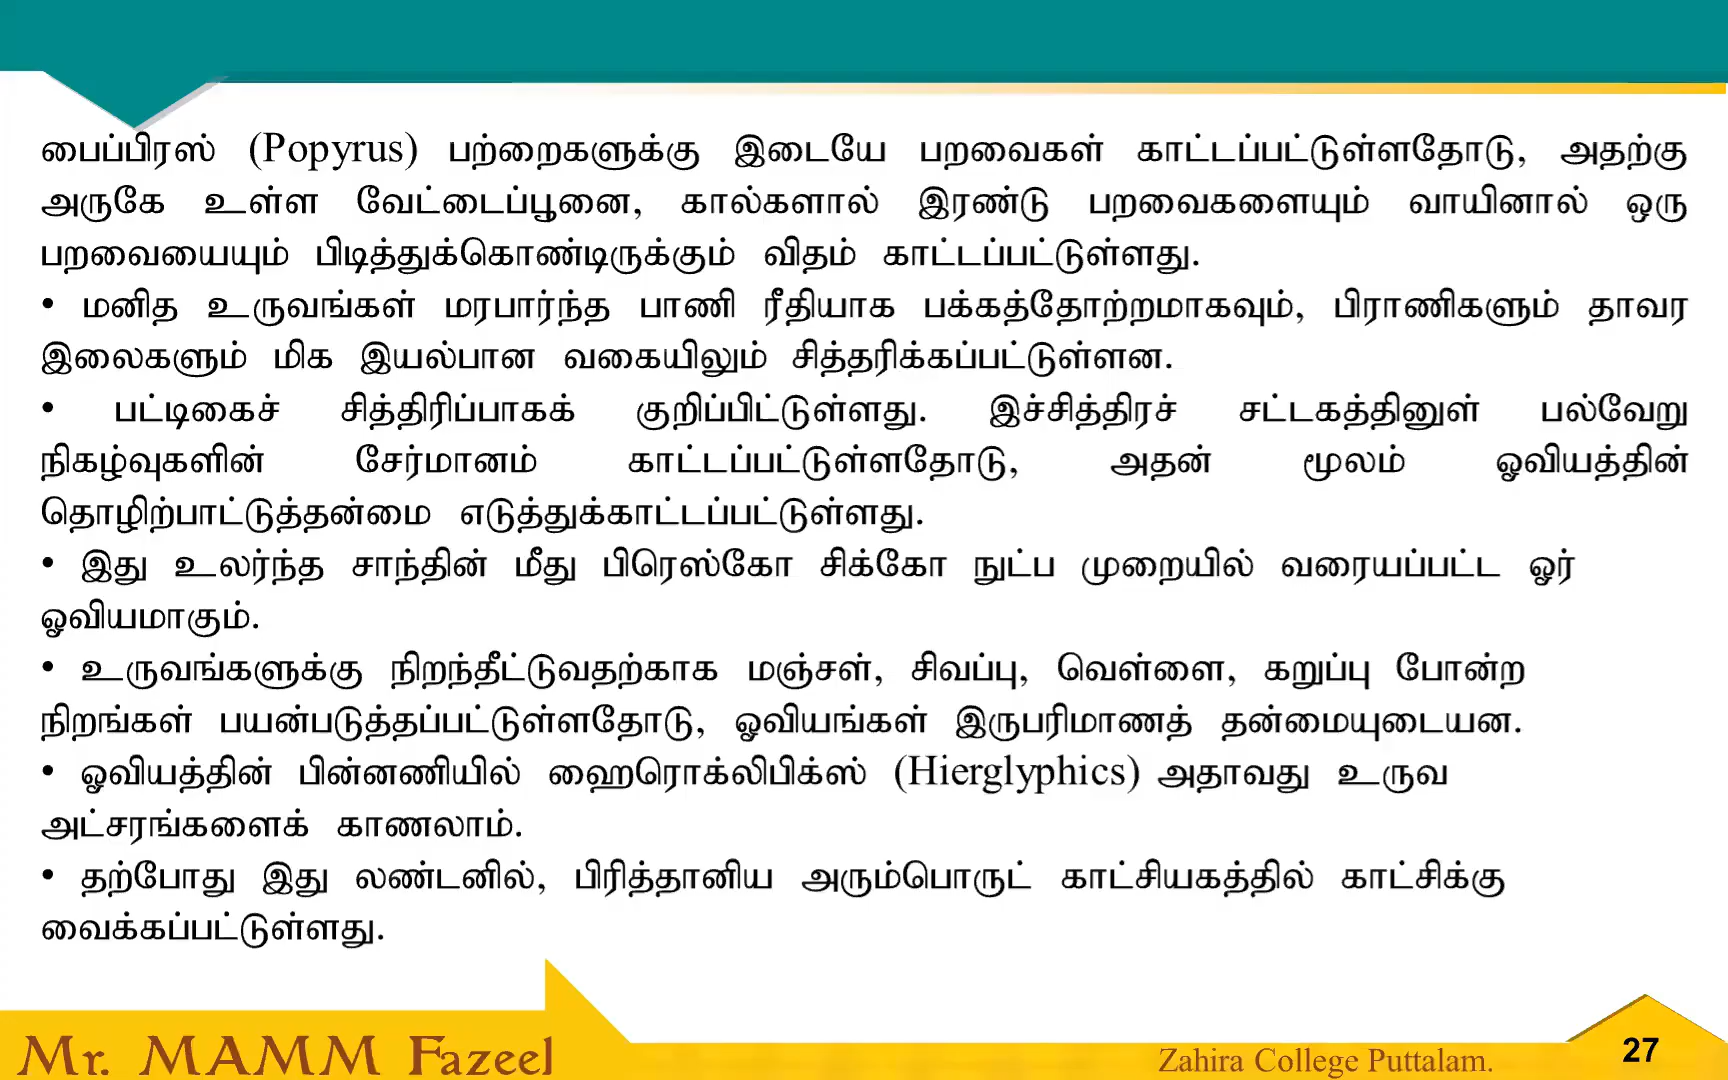 பைப்பிரஸ் (Popyrus) பற்றைகளுக்கு இடையே பறவைகள் காட்டப்பட்டுள்ளதோடு, அதற்கு
அருகே உள்ள வேட்டைப்பூனை, கால்களால் இரண்டு பறவைகளையும் வாயினால் ஒரு
பறவையையும் பிடித்துக்கொண்டிருக்கும் விதம் காட்டப்பட்டுள்ளது.
• மனித உருவங்கள் மரபார்ந்த பாணி ரீதியாக பக்கத்தோற்றமாகவும், பிராணிகளும் தாவர
இலைகளும் மிக இயல்பான வகையிலும் சித்தரிக்கப்பட்டுள்ளன.
• பட்டிகைச் சித்திரிப்பாகக் குறிப்பிட்டுள்ளது. இச்சித்திரச் சட்டகத்தினுள் பல்வேறு
நிகழ்வுகளின் சேர்மானம் காட்டப்பட்டுள்ளதோடு, அதன் மூலம் ஓவியத்தின்
தொழிற்பாட்டுத்தன்மை எடுத்துக்காட்டப்பட்டுள்ளது.
• இது உலர்ந்த சாந்தின் மீது பிரெஸ்கோ சிக்கோ நுட்ப முறையில் வரையப்பட்ட ஓர்
ஓவியமாகும்.
• உருவங்களுக்கு நிறந்தீட்டுவதற்காக மஞ்சள், சிவப்பு, வெள்ளை, கறுப்பு போன்ற
நிறங்கள் பயன்படுத்தப்பட்டுள்ளதோடு, ஓவியங்கள் இருபரிமாணத் தன்மையுடையன.
• ஓவியத்தின் பின்னணியில் ஹைரொக்லிபிக்ஸ் (Hierglyphics) அதாவது உருவ
அட்சரங்களைக் காணலாம்.
• தற்போது இது லண்டனில், பிரித்தானிய அரும்பொருட் காட்சியகத்தில் காட்சிக்கு
வைக்கப்பட்டுள்ளது.
Mr. MAMM Fazeel
Zahira College Puttalam.
27